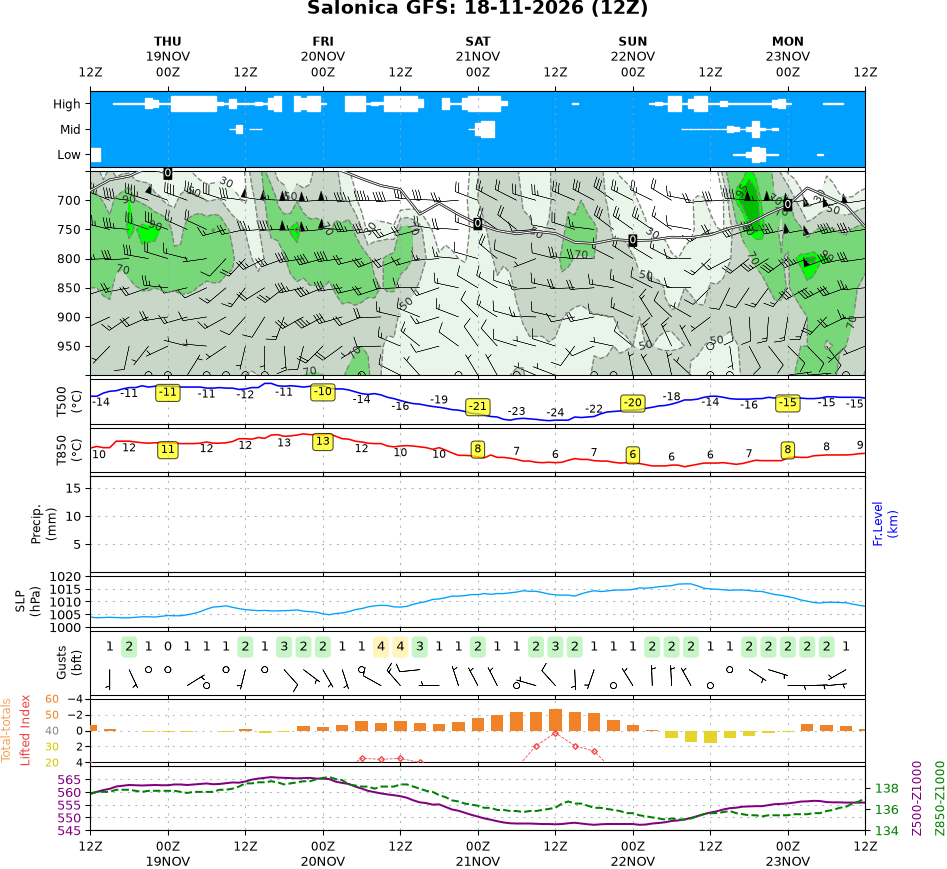 Salonica GFS: 18-11-2026 (12Z)
THU FRI SAT SUN MON
19NOV 20NOV 21NOV 22NOV 23NOV
12Z 00Z 12Z 00Z 12Z 00Z 12Z 00Z 12Z 00Z 12Z
High
Mid
Low
700
750
800
850
900
950
T500 (°C)
-14 -11 -11 -11 -12 -11 -10 -14 -16 -19 -21 -23 -24 -22 -20 -18 -14 -16 -15 -15 -15
T850 (°C)
10 12 11 12 12 13 13 12 10 10 8 7 6 7 6 6 6 7 8 8 9
Precip. (mm)
15
10
5
Fr.Level (km)
SLP (hPa)
1020
1015
1010
1005
1000
Gusts (bft)
1 2 1 0 1 1 1 2 1 3 2 2 1 1 4 4 3 1 1 2 1 1 2 3 2 1 1 1 2 2 2 1 1 2 2 2 2 2 1
Total-totals
Lifted Index
60 −4
50 −2
40 0
30 2
20 4
565
560
555
550
545
138
136
134
Z500-Z1000
Z850-Z1000
12Z 00Z 12Z 00Z 12Z 00Z 12Z 00Z 12Z 00Z 12Z
19NOV 20NOV 21NOV 22NOV 23NOV